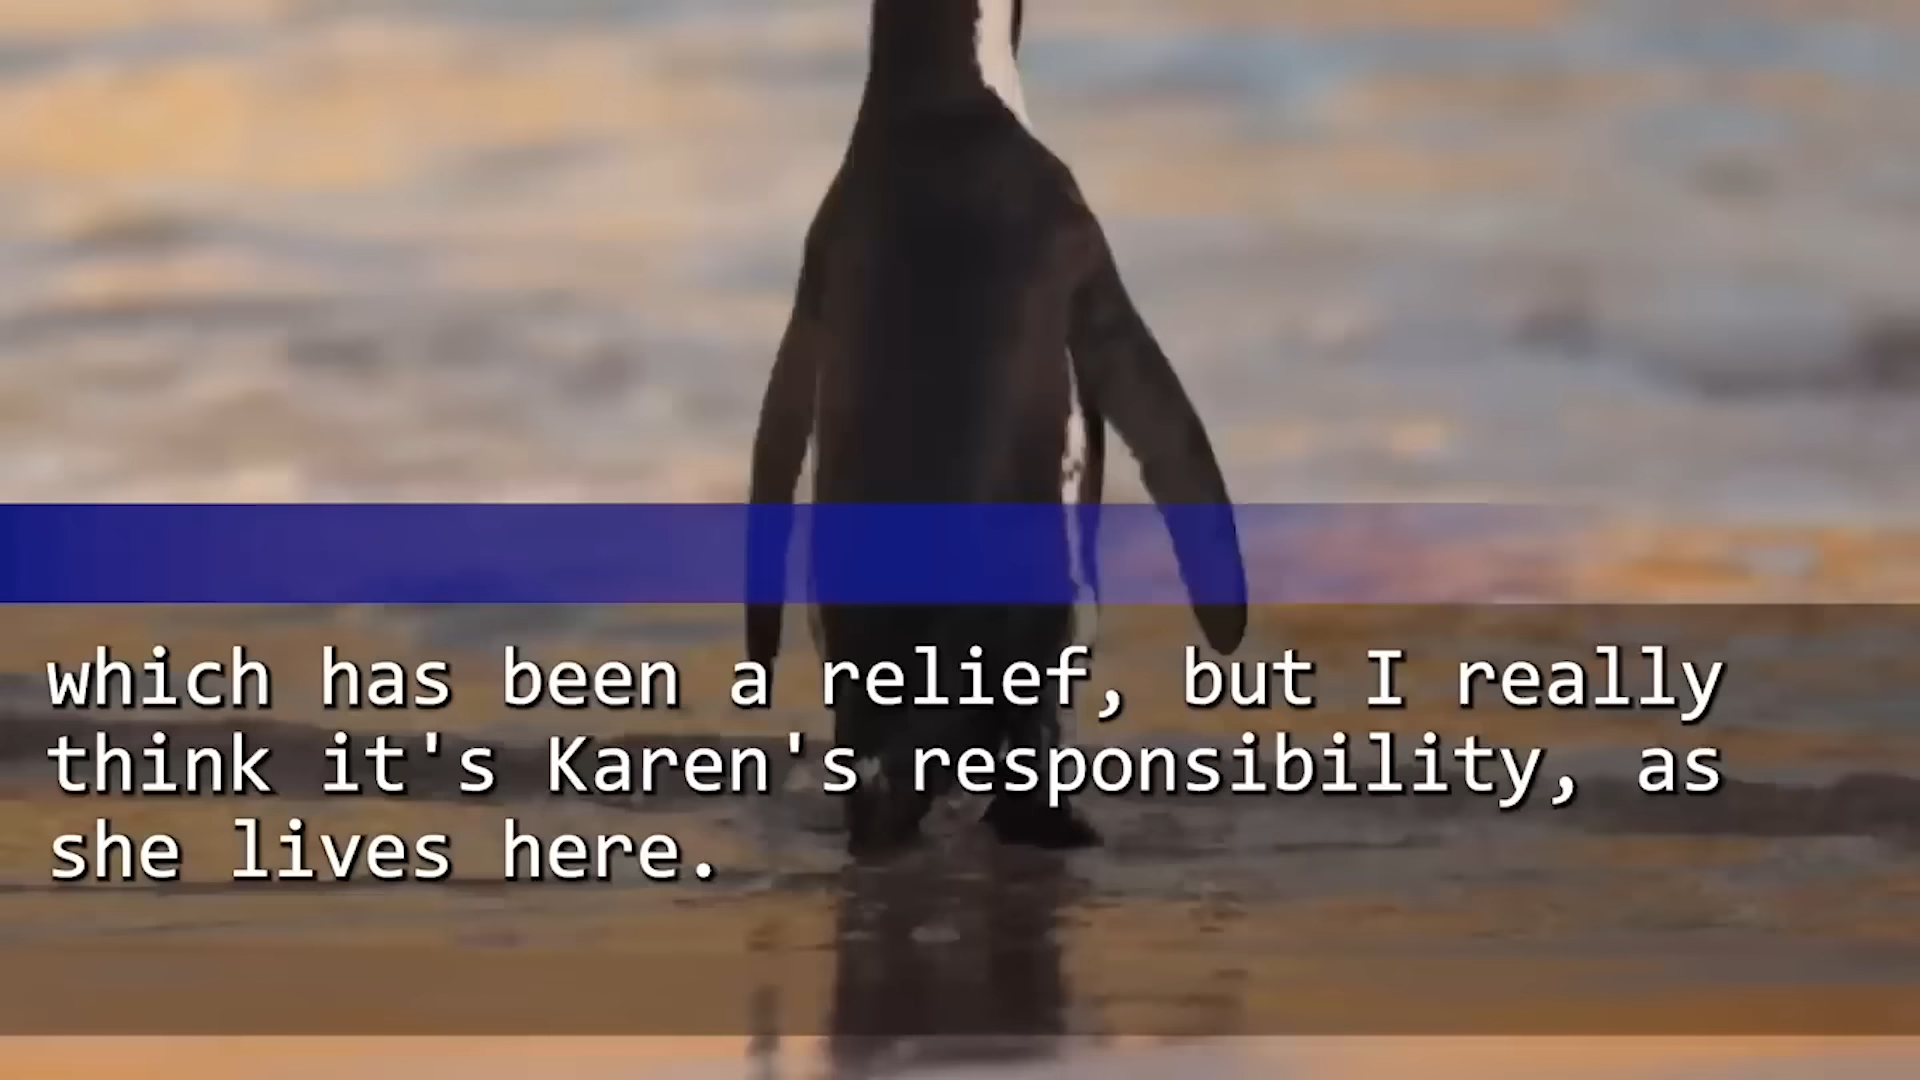 which has been a relief, but I really
think it's Karen's responsibility, as
she lives here.